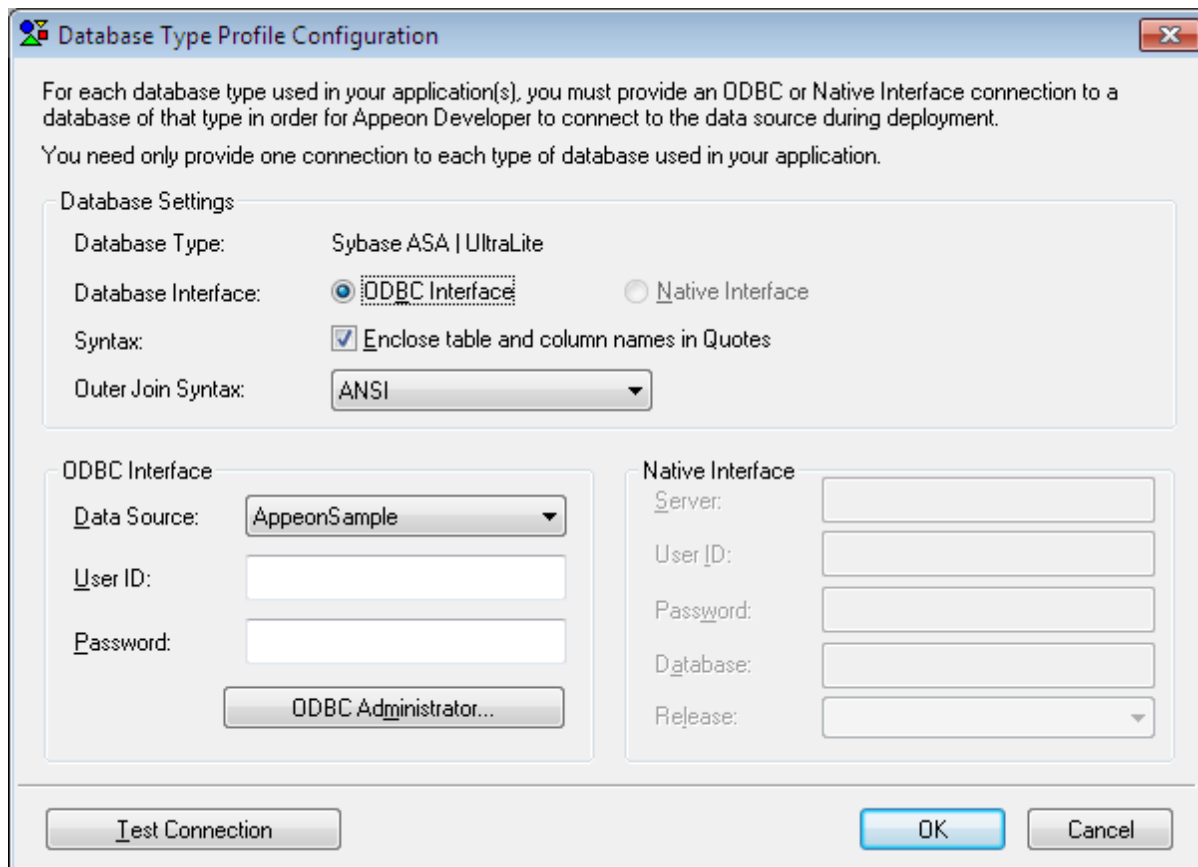 Database Type Profile Configuration
For each database type used in your application(s), you must provide an ODBC or Native Interface connection to a
database of that type in order for Appeon Developer to connect to the data source during deployment.
You need only provide one connection to each type of database used in your application.
Database Settings
Database Type: Sybase ASA | UltraLite
Database Interface: ODBC Interface Native Interface
Syntax: Enclose table and column names in Quotes
Outer Join Syntax: ANSI
ODBC Interface
Data Source: AppeonSample
User ID:
Password:
ODBC Administrator...
Native Interface
Server:
User ID:
Password:
Database:
Release:
Test Connection OK Cancel